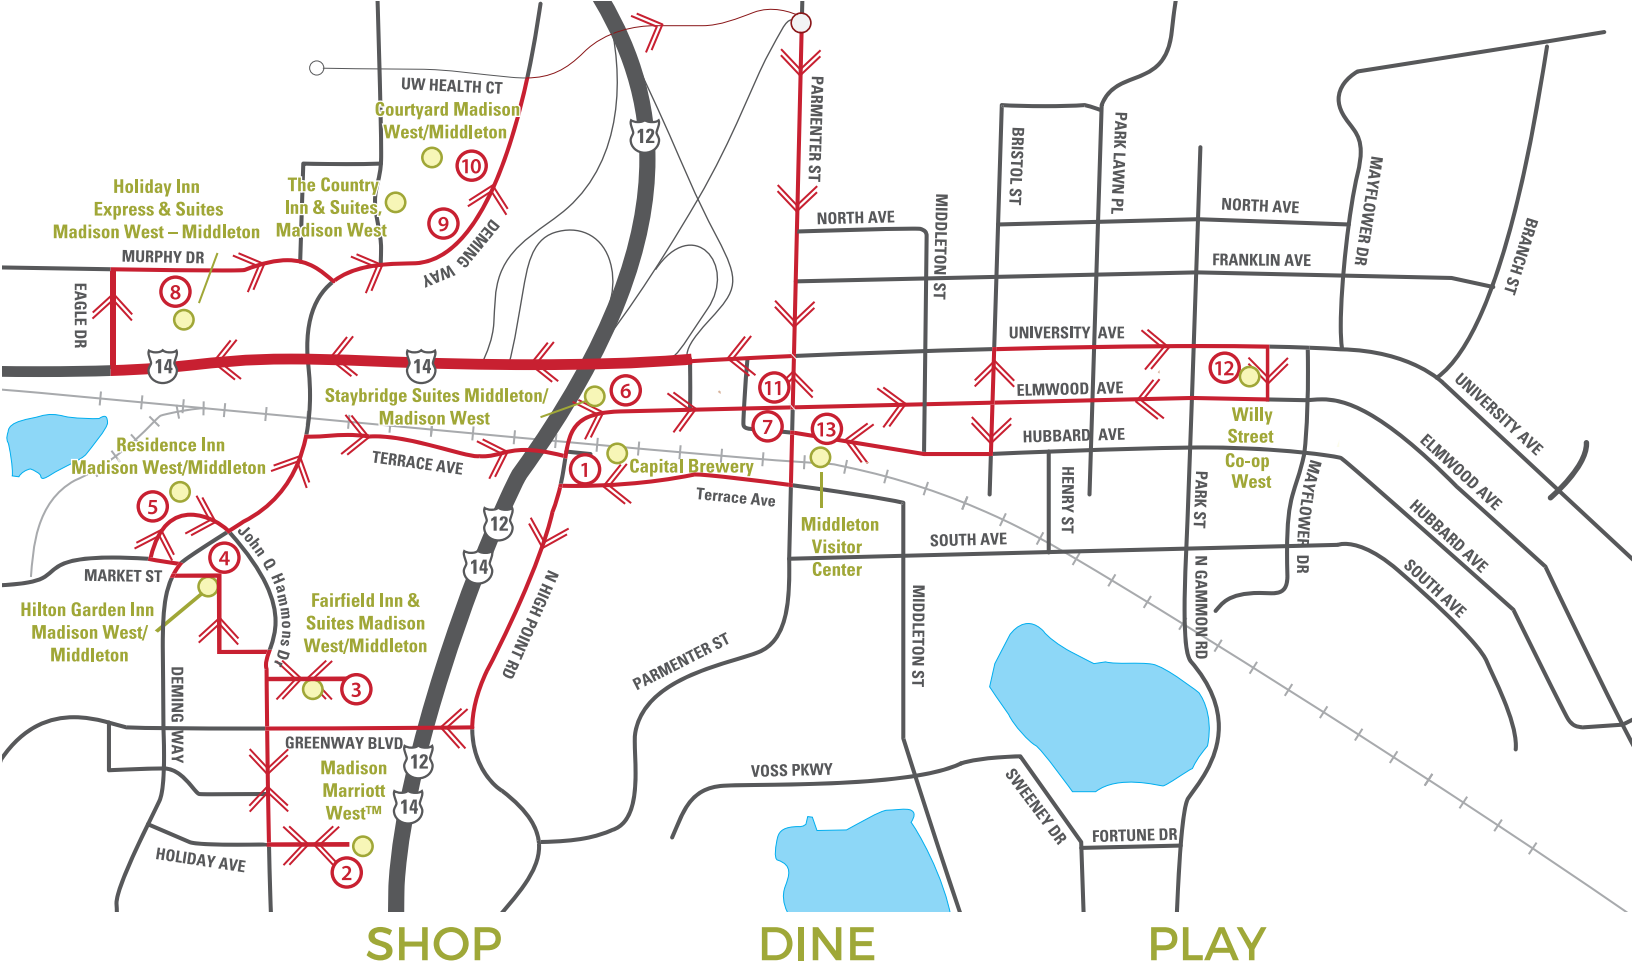 UW HEALTH CT
Courtyard Madison
West/Middleton
10
Holiday Inn
Express & Suites
Madison West – Middleton
The Country
Inn & Suites,
Madison West
9
MURPHY DR
EAGLE DR
8
DEMING WAY
12
PARMENTER ST
14
14
NORTH AVE
MIDDLETON ST
BRISTOL ST
PARK LAWN PL
NORTH AVE
MAYFLOWER DR
FRANKLIN AVE
BRANCH ST
UNIVERSITY AVE
12
ELMWOOD AVE
11
Staybridge Suites Middleton/
Madison West
6
7
13
HUBBARD AVE
Willy
Street
Co-op
West
UNIVERSITY AVE
ELMWOOD AVE
HUBBARD AVE
SOUTH AVE
Residence Inn
Madison West/Middleton
TERRACE AVE
1
Capital Brewery
Terrace Ave
5
HENRY ST
PARK ST
MAYFLOWER DR
12
14
Middleton
Visitor
Center
SOUTH AVE
John Q Hammons Dr
4
MARKET ST
Hilton Garden Inn
Madison West/
Middleton
Fairfield Inn &
Suites Madison
West/Middleton
3
N HIGH POINT RD
N GAMMON RD
MIDDLETON ST
PARMENTER ST
DEMING WAY
GREENWAY BLVD
12
14
Madison
Marriott
West™
2
HOLIDAY AVE
VOSS PKWY
SWEENEY DR
FORTUNE DR
SHOP
DINE
PLAY